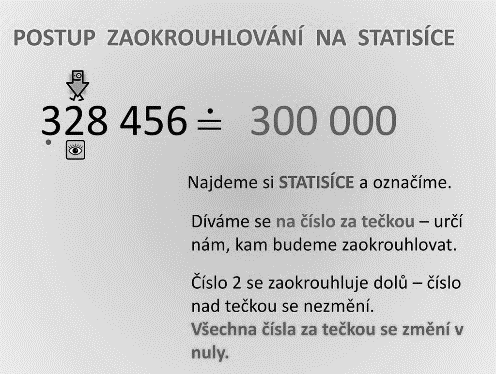 POSTUP ZAOKROUHLOVÁNÍ NA STATISÍCE
328 456 ≐ 300 000
Najdeme si STATISÍCE a označíme.
Díváme se na číslo za tečkou – určí
nám, kam budeme zaokrouhlovat.
Číslo 2 se zaokrouhluje dolů – číslo
nad tečkou se nezmění.
Všechna čísla za tečkou se změní v
nuly.